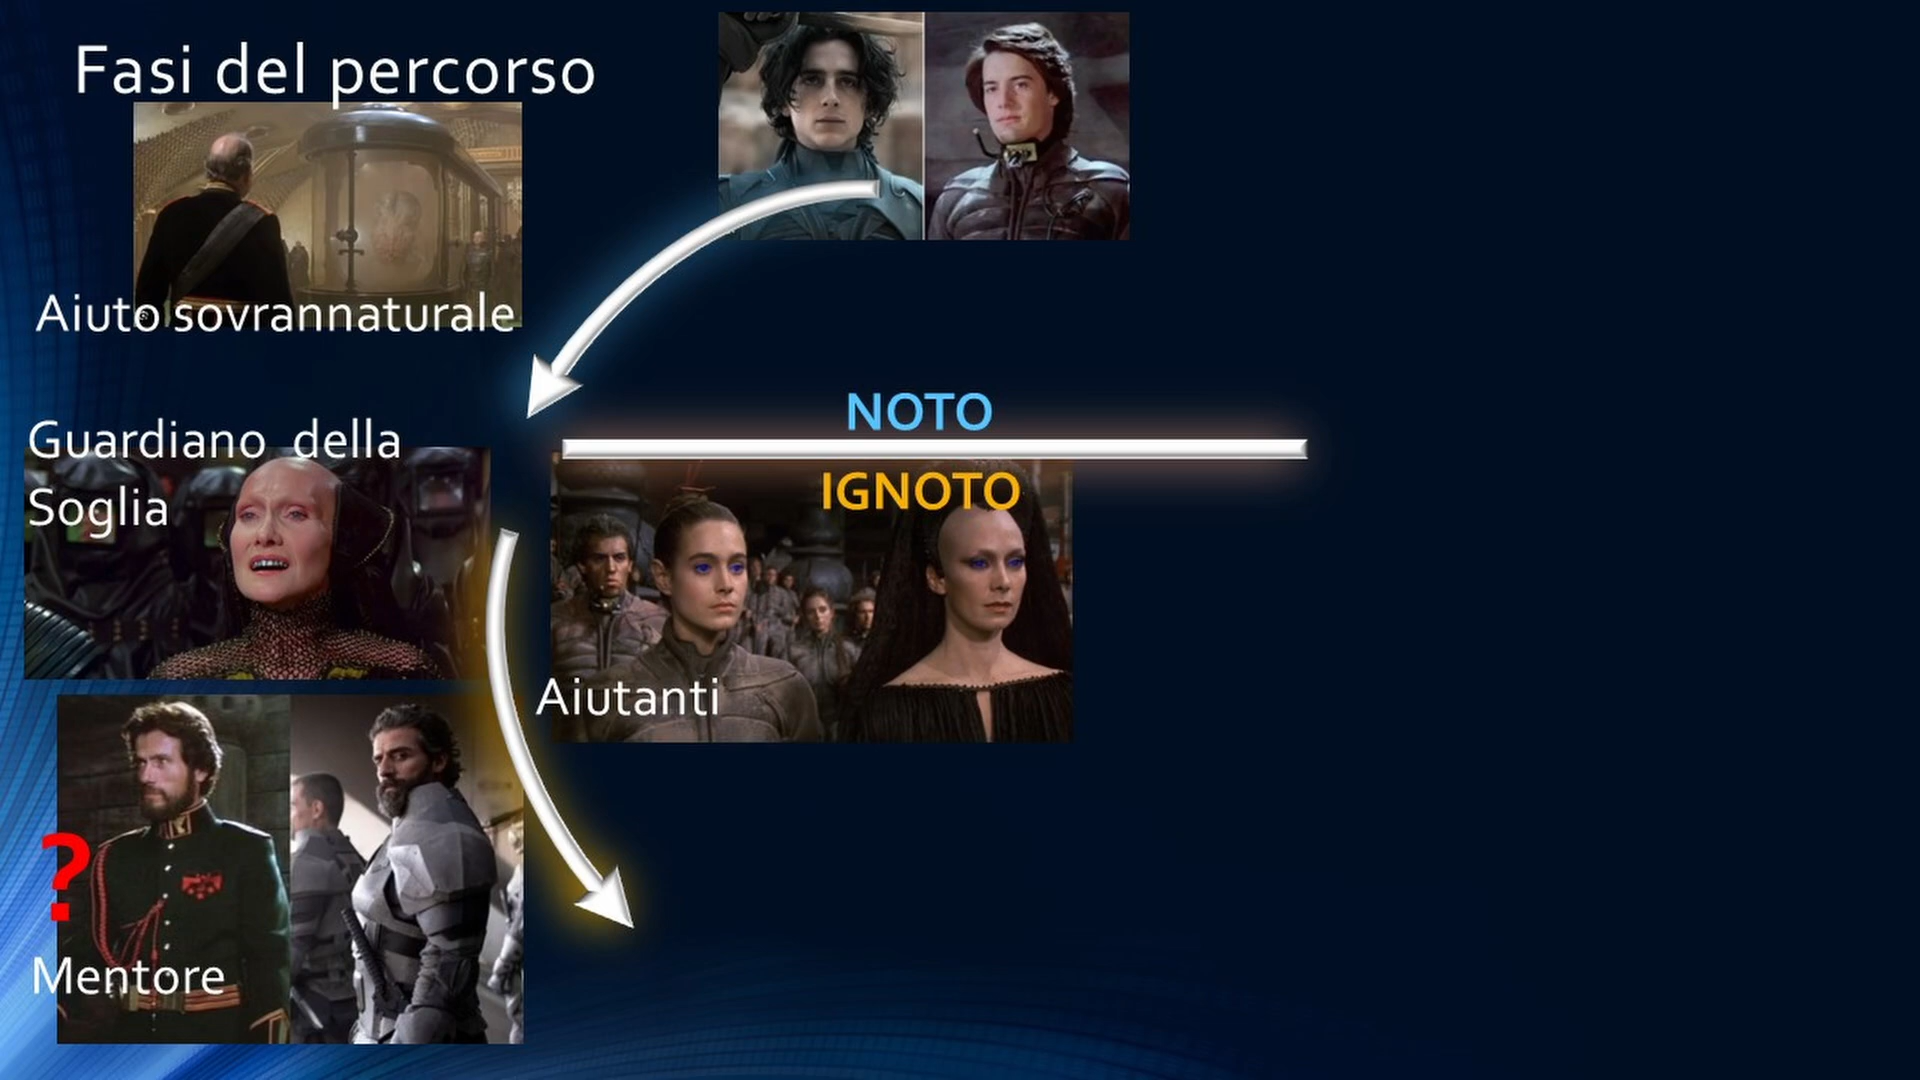 Fasi del percorso
Aiuto sovrannaturale
NOTO
Guardiano della
Soglia
IGNOTO
Aiutanti
?
Mentore